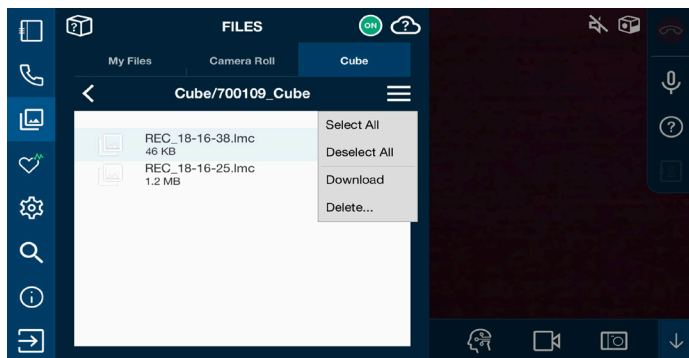 FILES
ON
My Files
Camera Roll
Cube
Cube/700109_Cube
REC_18-16-38.lmc
46 KB
REC_18-16-25.lmc
1.2 MB
Select All
Deselect All
Download
Delete...